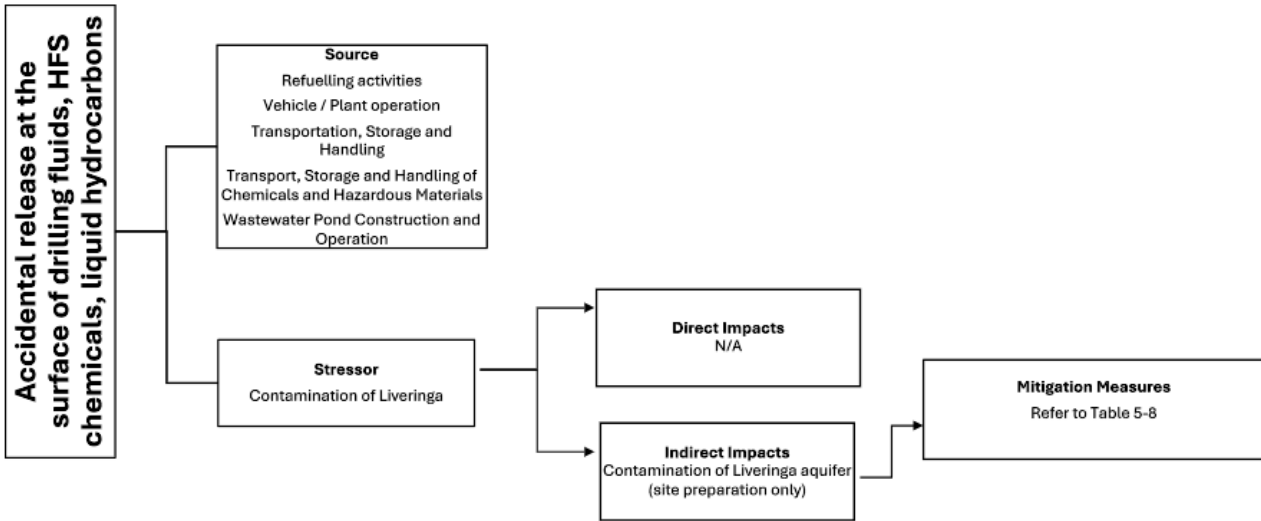 Accidental release at the
surface of drilling fluids, HFS
chemicals, liquid hydrocarbons
Source
Refuelling activities
Vehicle / Plant operation
Transportation, Storage and
Handling
Transport, Storage and Handling of
Chemicals and Hazardous Materials
Wastewater Pond Construction and
Operation
Stressor
Contamination of Liveringa
Direct Impacts
N/A
Indirect Impacts
Contamination of Liveringa aquifer
(site preparation only)
Mitigation Measures
Refer to Table 5-8